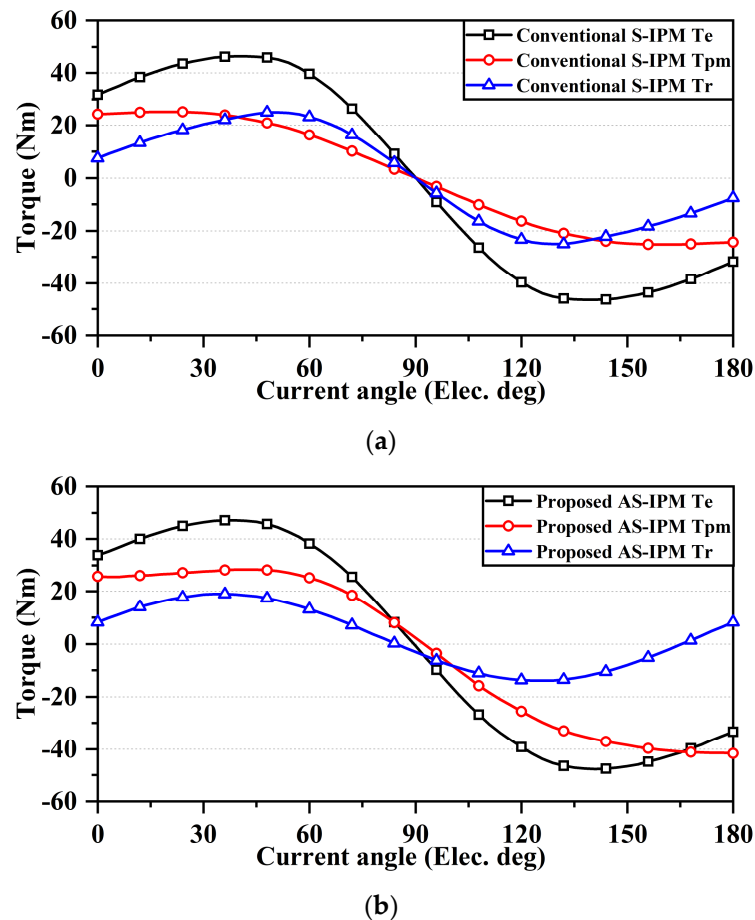 60
40
20
0
-20
-40
-60
Torque (Nm)
Conventional S-IPM Te
Conventional S-IPM Tpm
Conventional S-IPM Tr
0 30 60 90 120 150 180
Current angle (Elec. deg)
(a)
60
40
20
0
-20
-40
-60
Torque (Nm)
Proposed AS-IPM Te
Proposed AS-IPM Tpm
Proposed AS-IPM Tr
0 30 60 90 120 150 180
Current angle (Elec. deg)
(b)